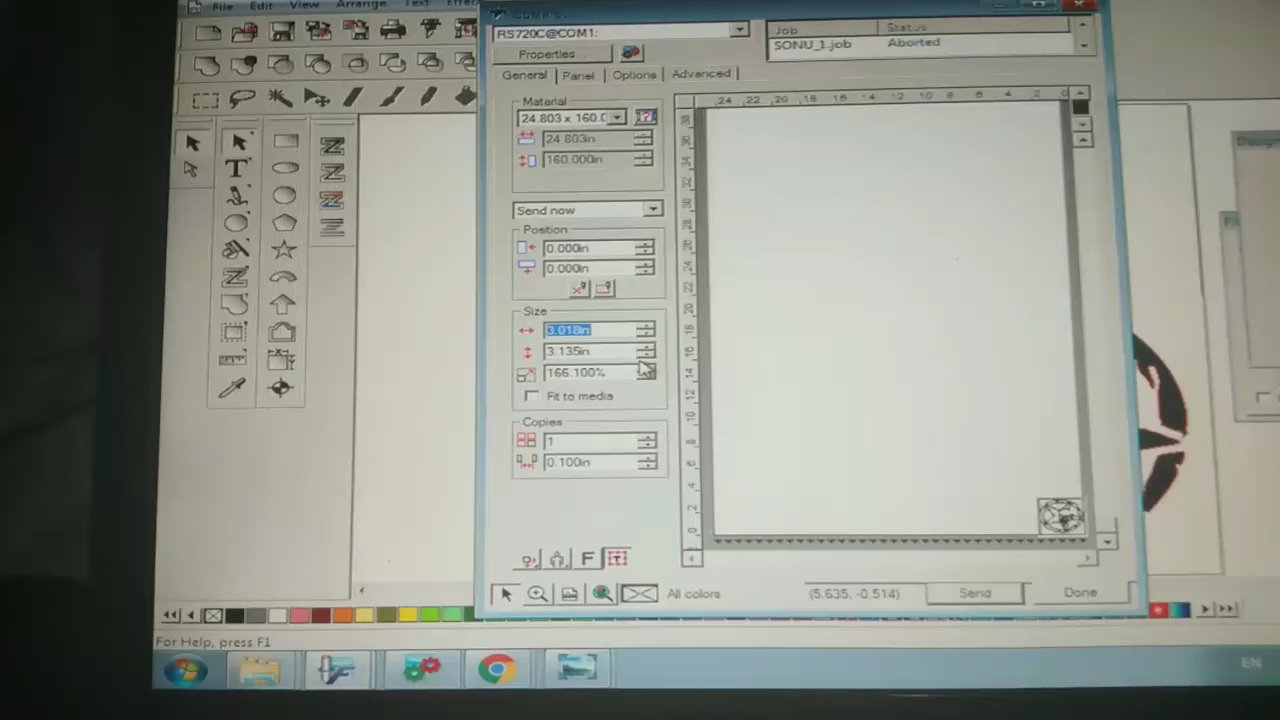 File Edit View Arrange Text
RS720C@COM1:
Properties
Job Status
SONU_1.job Aborted
General Panel Options Advanced
Material
24.803 x 160.0
24.803in
160.000in
Send now
Position
0.000in
0.000in
Size
3.018in
3.135in
166.100%
Fit to media
Copies
1
0.100in
F
All colors (5.635, -0.514) Send Done
For Help, press F1
EN